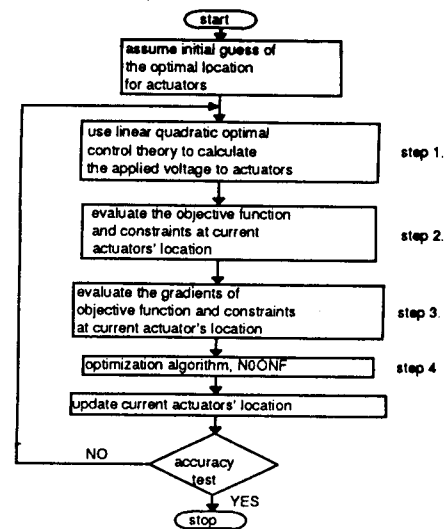 start
assume initial guess of
the optimal location
for actuators
use linear quadratic optimal
control theory to calculate
the applied voltage to actuators
step 1.
evaluate the objective function
and constraints at current
actuators' location
step 2.
evaluate the gradients of
objective function and constraints
at current actuator's location
step 3.
optimization algorithm, N0ONF
step 4
update current actuators' location
NO
accuracy
test
YES
stop